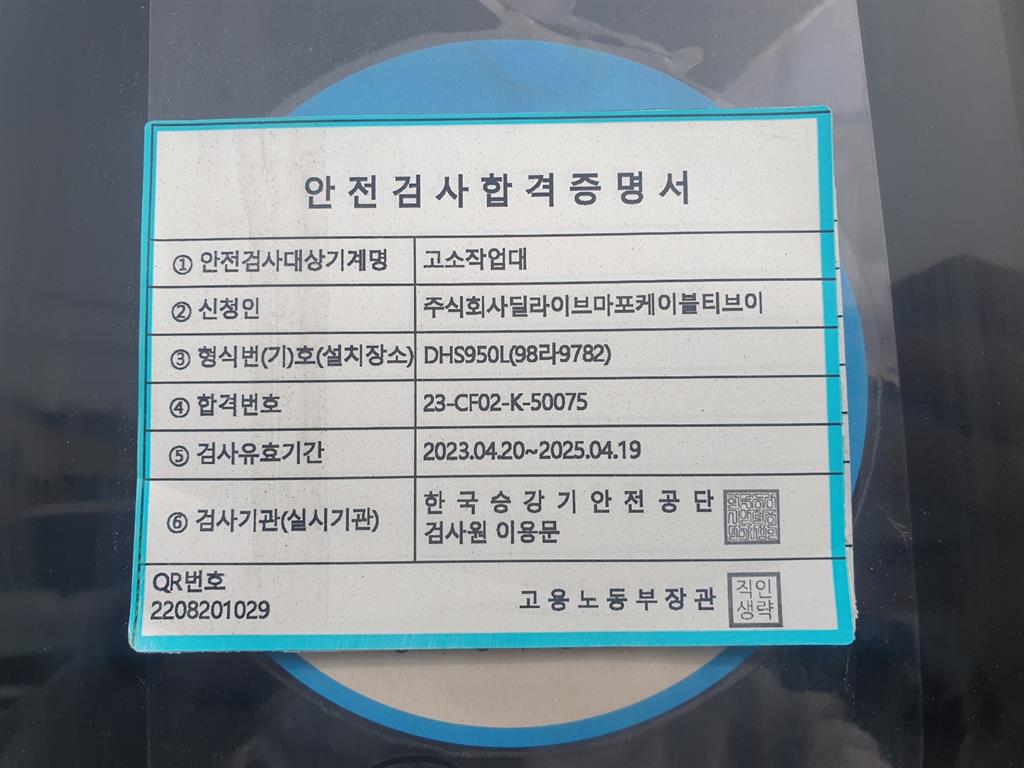 안전검사합격증명서
① 안전검사대상기계명 고소작업대
② 신청인 주식회사딜라이브마포케이블티브이
③ 형식번(기)호(설치장소) DHS950L(98라9782)
④ 합격번호 23-CF02-K-50075
⑤ 검사유효기간 2023.04.20~2025.04.19
⑥ 검사기관(실시기관) 한국승강기안전공단
검사원 이용문
QR번호
2208201029
고용노동부장관 직인
생략